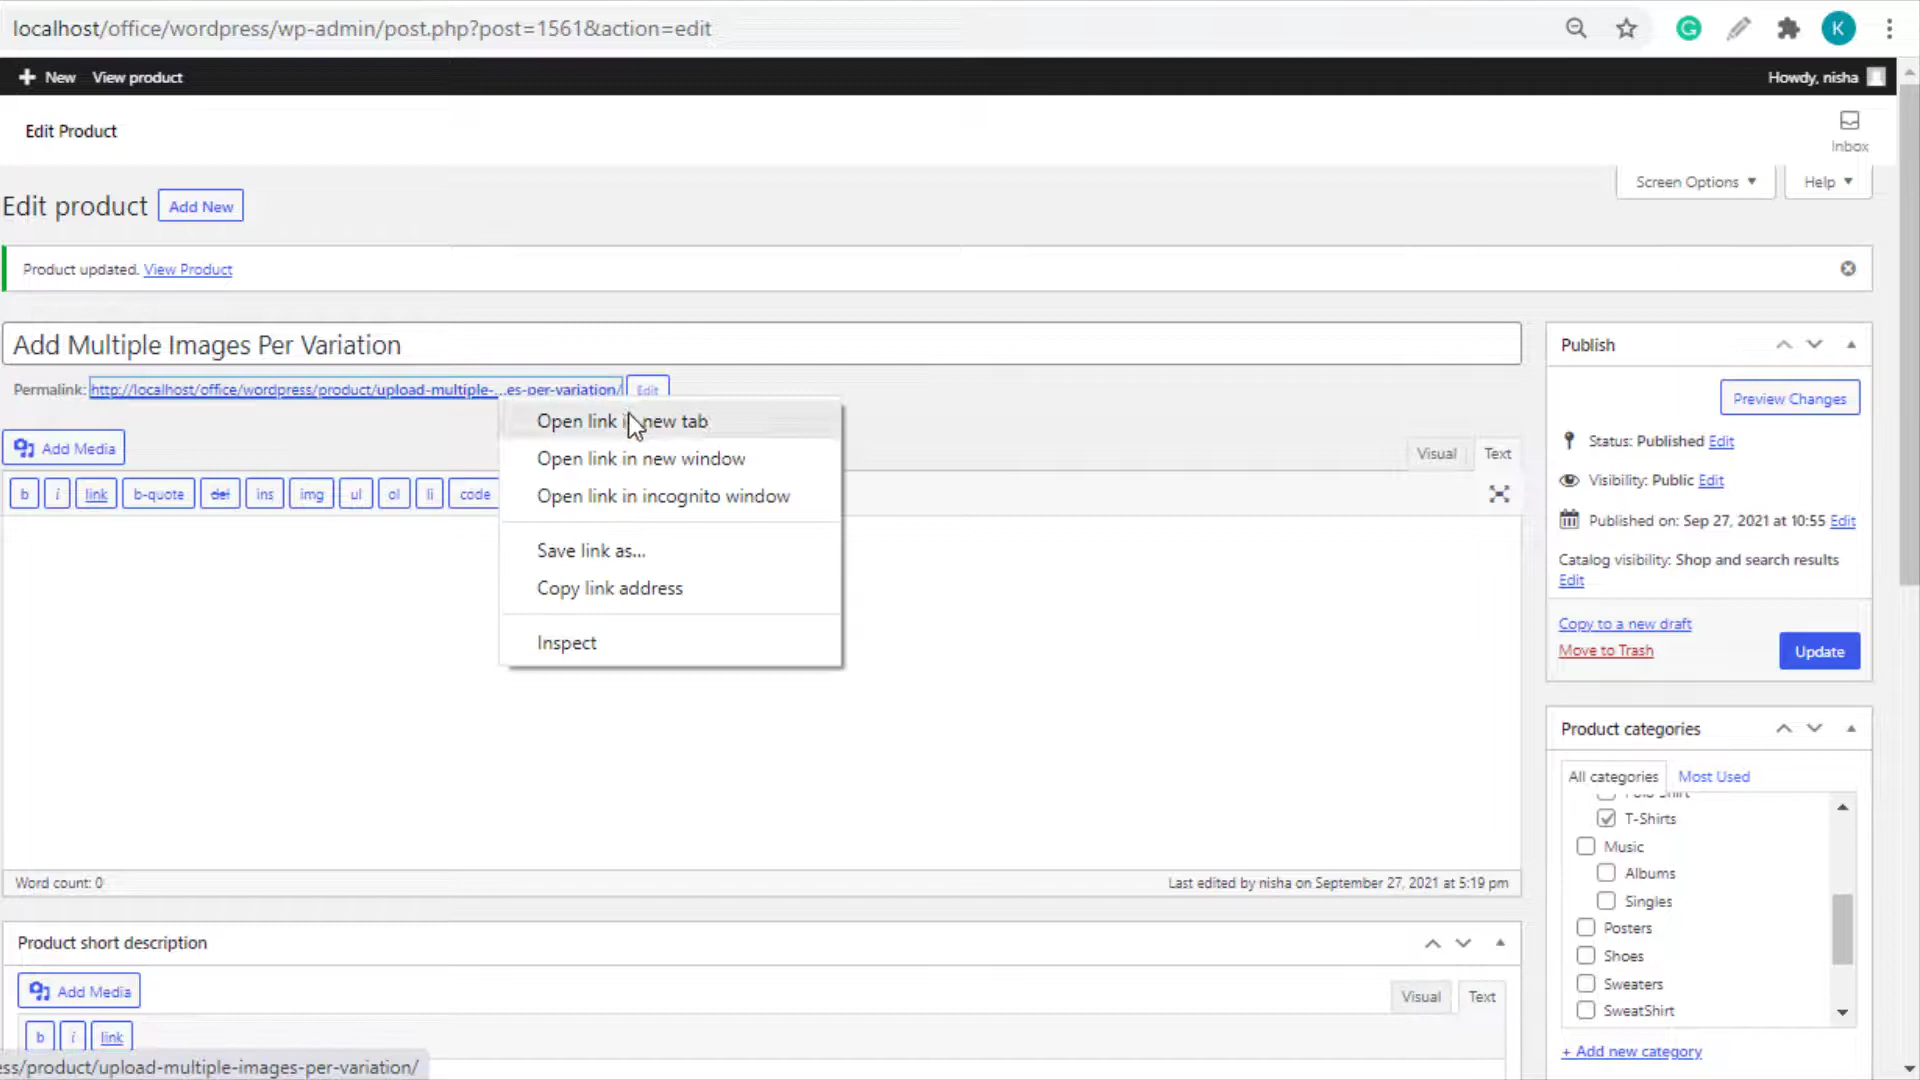 localhost/office/wordpress/wp-admin/post.php?post=1561&action=edit
K
New View product
Howdy, nisha
Edit Product
Inbox
Screen Options
Help
Edit product
Add New
Product updated. View Product
Add Multiple Images Per Variation
Permalink: http://localhost/office/wordpress/product/upload-multiple-...es-per-variation/
Edit
Open link in new tab
Open link in new window
Open link in incognito window
Save link as...
Copy link address
Inspect
Add Media
Visual
Text
b
i
link
b-quote
del
ins
img
ul
ol
li
code
Word count: 0
Last edited by nisha on September 27, 2021 at 5:19 pm
Product short description
Add Media
Visual
Text
b
i
link
ess/product/upload-multiple-images-per-variation/
Publish
Preview Changes
Status: Published Edit
Visibility: Public Edit
Published on: Sep 27, 2021 at 10:55 Edit
Catalog visibility: Shop and search results
Edit
Copy to a new draft
Move to Trash
Update
Product categories
All categories
Most Used
T-Shirts
Music
Albums
Singles
Posters
Shoes
Sweaters
SweatShirt
+ Add new category